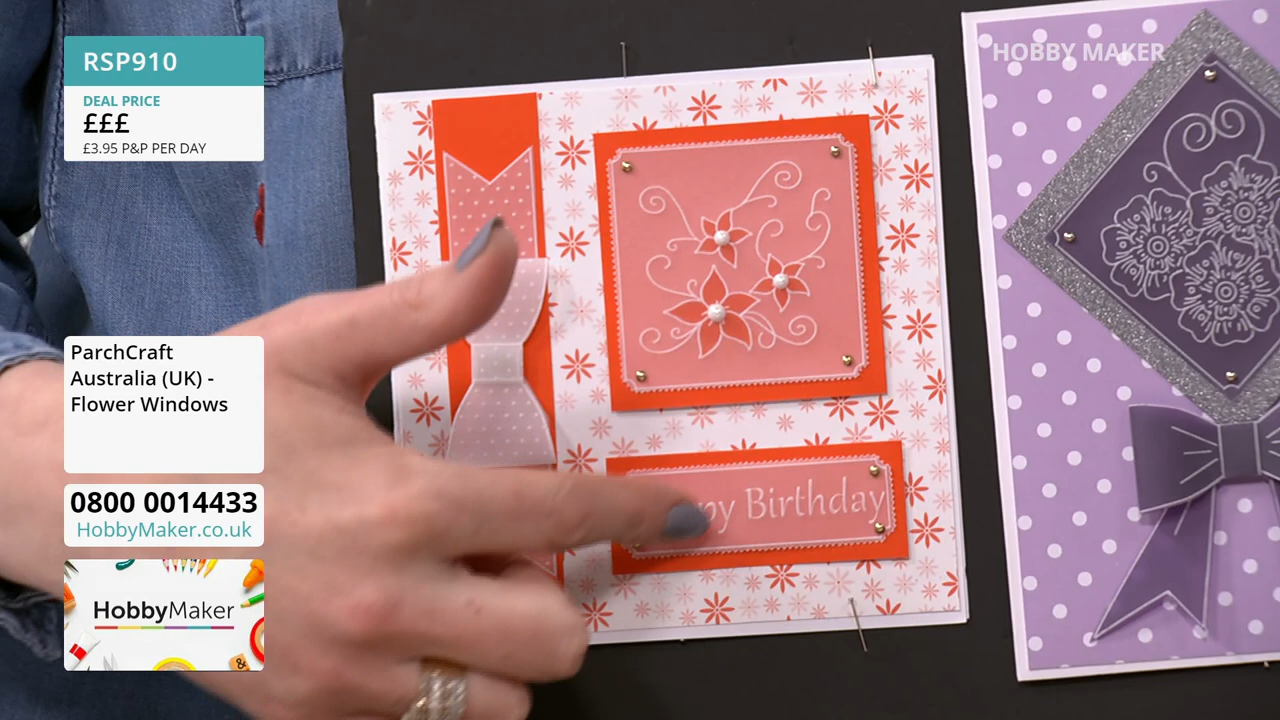 RSP910
DEAL PRICE
£££
£3.95 P&P PER DAY
HOBBY MAKER
ParchCraft
Australia (UK) -
Flower Windows
Birthday
0800 0014433
HobbyMaker.co.uk
HobbyMaker
&